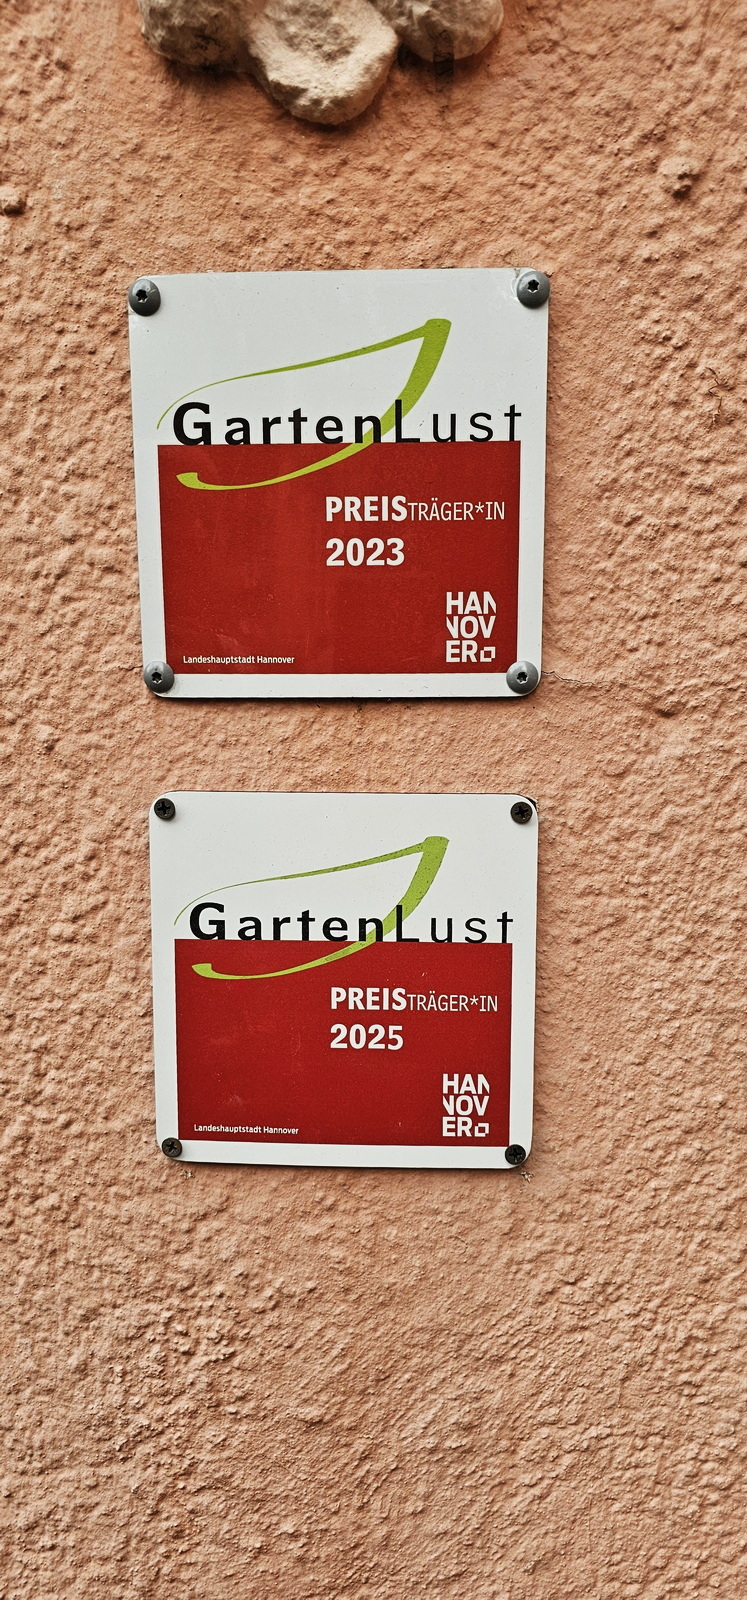 GartenLust
PREISTRÄGER*IN
2023
HAN
NOV
ER
Landeshauptstadt Hannover
GartenLust
PREISTRÄGER*IN
2025
HAN
NOV
ER
Landeshauptstadt Hannover